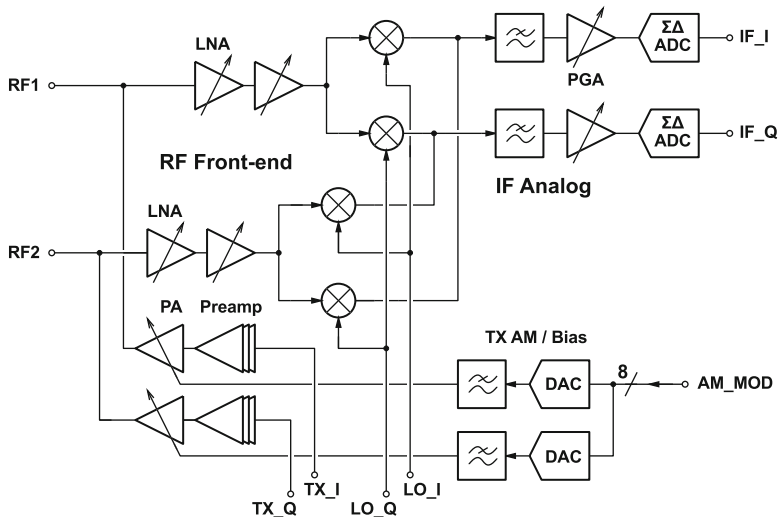 LNA
ΣΔ
ADC
IF_I
RF1
PGA
ΣΔ
ADC
IF_Q
RF Front-end
IF Analog
LNA
RF2
PA
Preamp
TX AM / Bias
8
DAC
AM_MOD
DAC
TX_I
LO_I
TX_Q
LO_Q